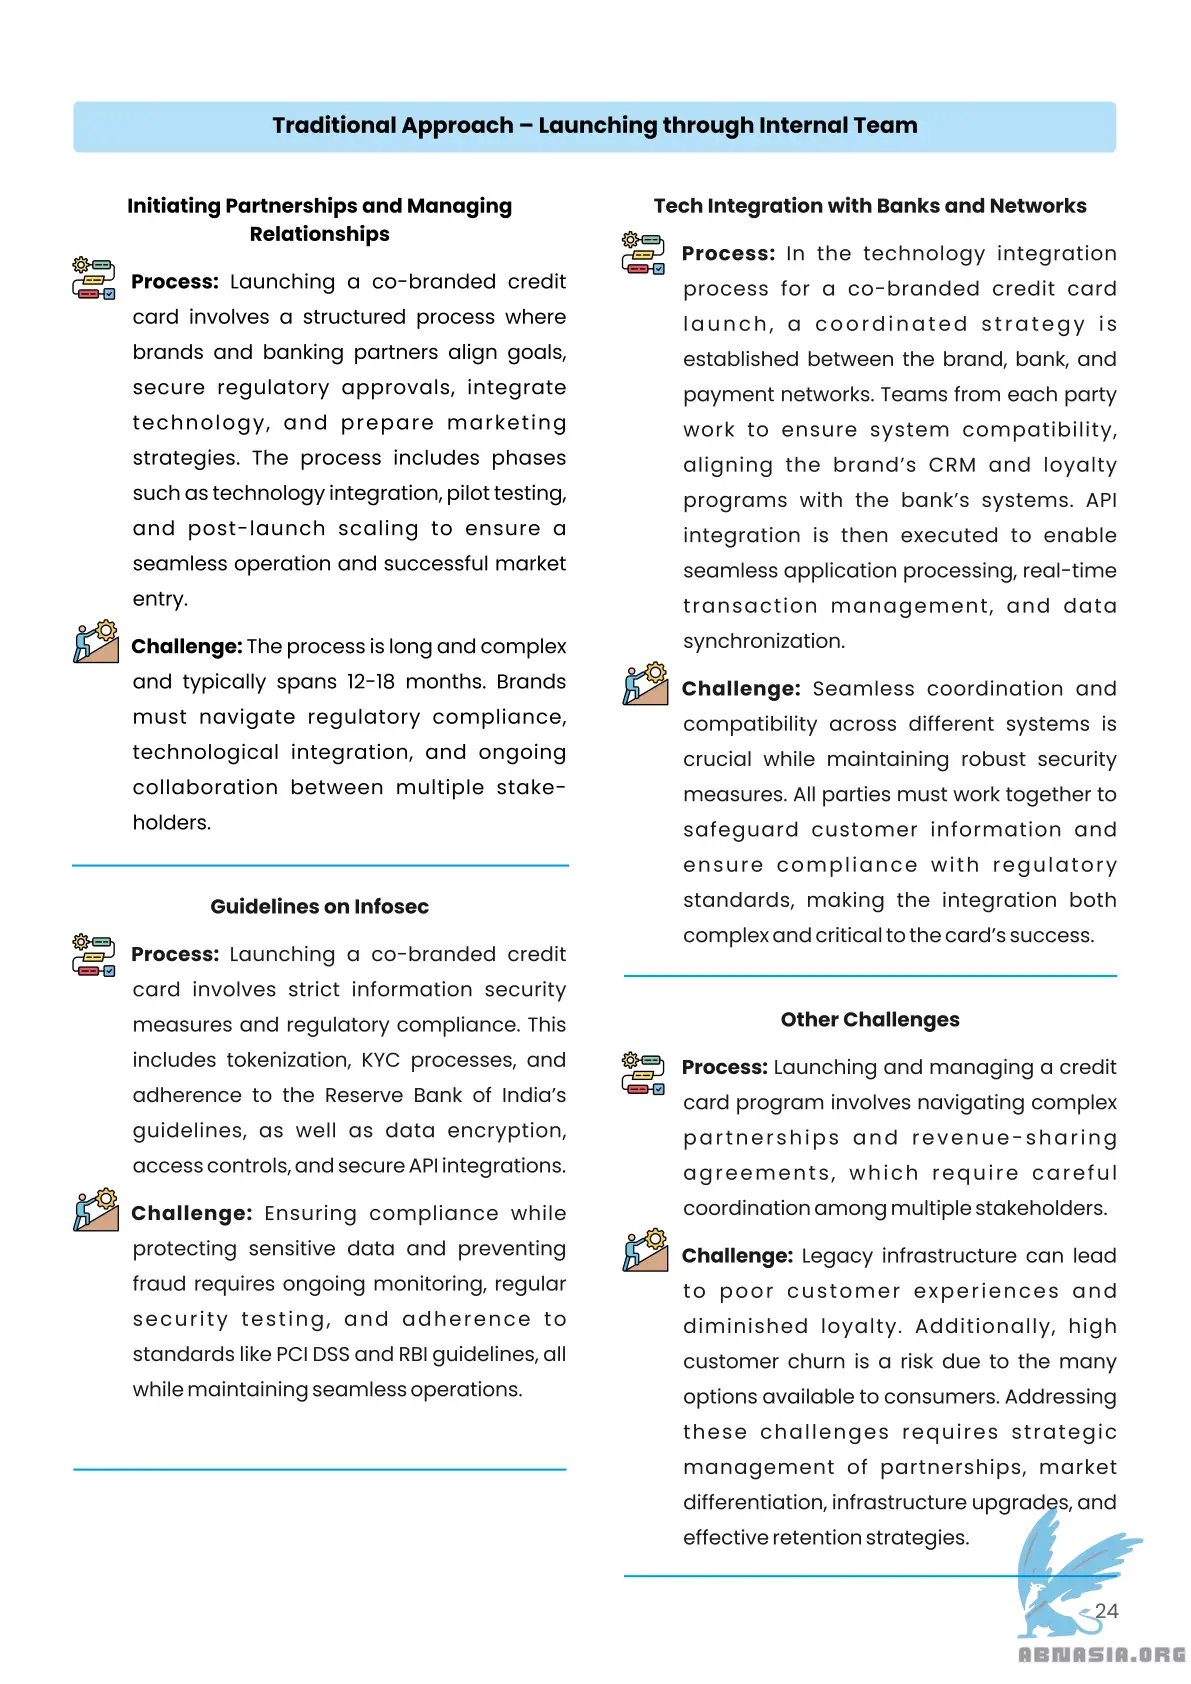 Traditional Approach – Launching through Internal Team
Initiating Partnerships and Managing
Relationships
Process: Launching a co-branded credit
card involves a structured process where
brands and banking partners align goals,
secure regulatory approvals, integrate
technology, and prepare marketing
strategies. The process includes phases
such as technology integration, pilot testing,
and post-launch scaling to ensure a
seamless operation and successful market
entry.
Challenge: The process is long and complex
and typically spans 12-18 months. Brands
must navigate regulatory compliance,
technological integration, and ongoing
collaboration between multiple stake-
holders.
Guidelines on Infosec
Process: Launching a co-branded credit
card involves strict information security
measures and regulatory compliance. This
includes tokenization, KYC processes, and
adherence to the Reserve Bank of India’s
guidelines, as well as data encryption,
access controls, and secure API integrations.
Challenge: Ensuring compliance while
protecting sensitive data and preventing
fraud requires ongoing monitoring, regular
security testing, and adherence to
standards like PCI DSS and RBI guidelines, all
while maintaining seamless operations.
Tech Integration with Banks and Networks
Process: In the technology integration
process for a co-branded credit card
launch, a coordinated strategy is
established between the brand, bank, and
payment networks. Teams from each party
work to ensure system compatibility,
aligning the brand’s CRM and loyalty
programs with the bank’s systems. API
integration is then executed to enable
seamless application processing, real-time
transaction management, and data
synchronization.
Challenge: Seamless coordination and
compatibility across different systems is
crucial while maintaining robust security
measures. All parties must work together to
safeguard customer information and
ensure compliance with regulatory
standards, making the integration both
complex and critical to the card’s success.
Other Challenges
Process: Launching and managing a credit
card program involves navigating complex
partnerships and revenue-sharing
agreements, which require careful
coordination among multiple stakeholders.
Challenge: Legacy infrastructure can lead
to poor customer experiences and
diminished loyalty. Additionally, high
customer churn is a risk due to the many
options available to consumers. Addressing
these challenges requires strategic
management of partnerships, market
differentiation, infrastructure upgrades, and
effective retention strategies.
24
ABNASIA.ORG